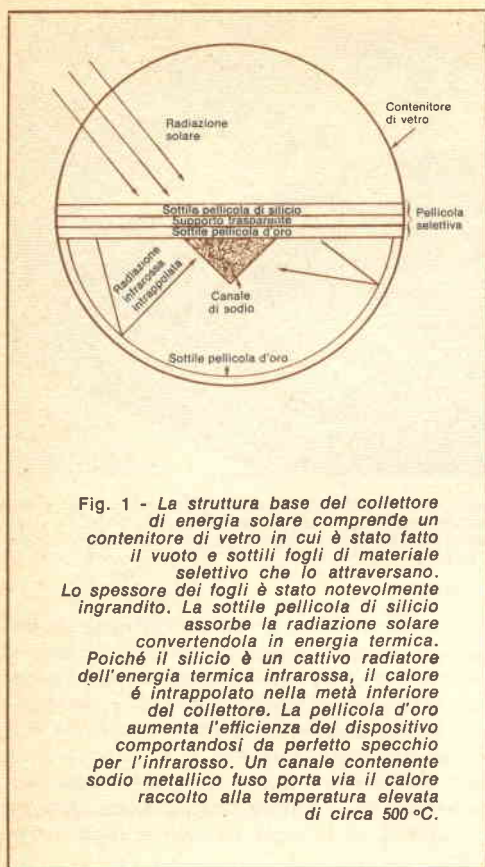 Radiazione
solare
Contenitore
di vetro
Sottile pellicola di silicio
Supporto trasparente
Sottile pellicola d'oro
Pellicola
selettiva
Radiazione
infrarossa
intrappolata
Canale
di sodio
Sottile pellicola d'oro
Fig. 1 - La struttura base del collettore
di energia solare comprende un
contenitore di vetro in cui è stato fatto
il vuoto e sottili fogli di materiale
selettivo che lo attraversano.
Lo spessore dei fogli è stato notevolmente
ingrandito. La sottile pellicola di silicio
assorbe la radiazione solare
convertendola in energia termica.
Poiché il silicio è un cattivo radiatore
dell'energia termica infrarossa, il calore
é intrappolato nella metà inferiore
del collettore. La pellicola d'oro
aumenta l'efficienza del dispositivo
comportandosi da perfetto specchio
per l'infrarosso. Un canale contenente
sodio metallico fuso porta via il calore
raccolto alla temperatura elevata
di circa 500 ºC.